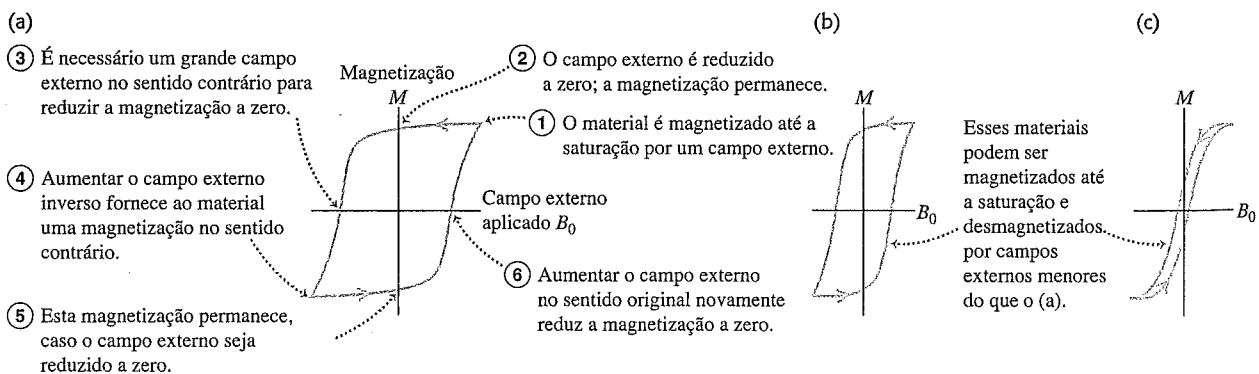 (a)
③ É necessário um grande campo
externo no sentido contrário para
reduzir a magnetização a zero.
Magnetização
M
② O campo externo é reduzido
a zero; a magnetização permanece.
① O material é magnetizado até a
saturação por um campo externo.
④ Aumentar o campo externo
inverso fornece ao material
uma magnetização no sentido
contrário.
Campo externo
aplicado B₀
⑥ Aumentar o campo externo
no sentido original novamente
reduz a magnetização a zero.
⑤ Esta magnetização permanece,
caso o campo externo seja
reduzido a zero.
(b)
M
B₀
Esses materiais
podem ser
magnetizados até
a saturação e
desmagnetizados
por campos
externos menores
do que o (a).
(c)
M
B₀